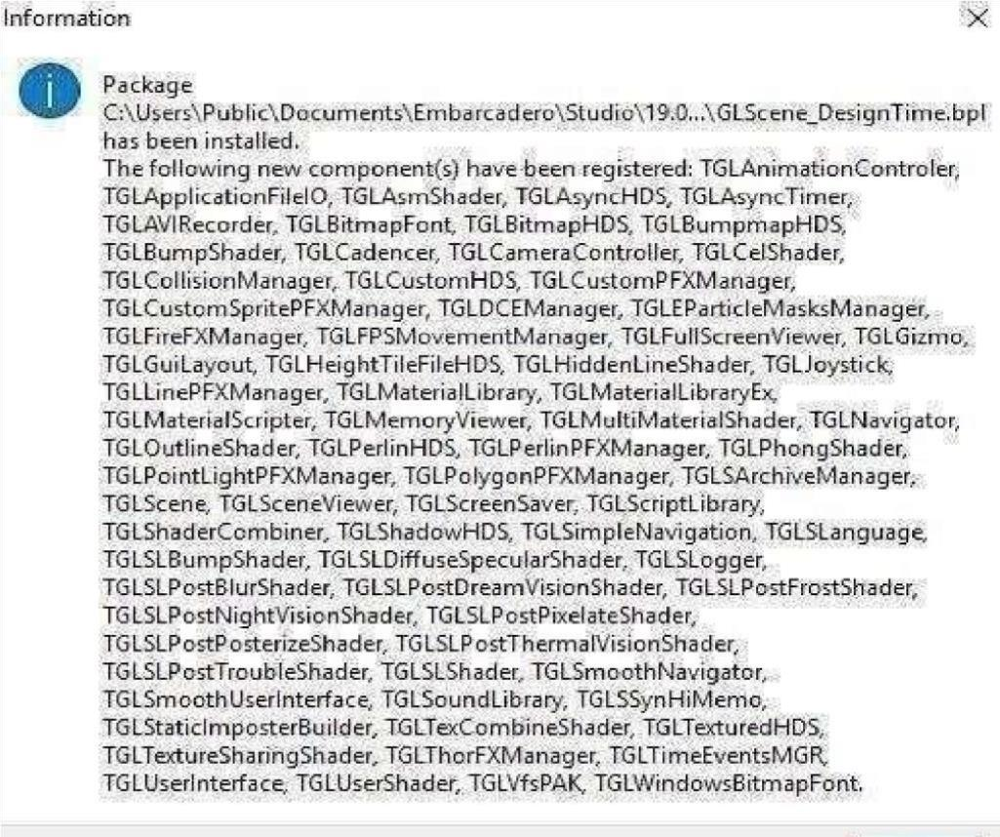 Information
Package
C:\Users\Public\Documents\Embarcadero\Studio\19.0...\GLScene_DesignTime.bpl
has been installed.
The following new component(s) have been registered: TGLAnimationControler,
TGLApplicationFileIO, TGLAsmShader, TGLAsyncHDS, TGLAsyncTimer,
TGLAVIRecorder, TGLBitmapFont, TGLBitmapHDS, TGLBumpmapHDS,
TGLBumpShader, TGLCadencer, TGLCameraController, TGLCelShader,
TGLCollisionManager, TGLCustomHDS, TGLCustomPFXManager,
TGLCustomSpritePFXManager, TGLDCEManager, TGLEParticleMasksManager,
TGLFireFXManager, TGLFPSMovementManager, TGLFullScreenViewer, TGLGizmo,
TGLGuiLayout, TGLHeightTileFileHDS, TGLHiddenLineShader, TGLJoystick,
TGLLinePFXManager, TGLMaterialLibrary, TGLMaterialLibraryEx,
TGLMaterialScripter, TGLMemoryViewer, TGLMultiMaterialShader, TGLNavigator,
TGLOutlineShader, TGLPerlinHDS, TGLPerlinPFXManager, TGLPhongShader,
TGLPointLightPFXManager, TGLPolygonPFXManager, TGLSArchiveManager,
TGLScene, TGLSceneViewer, TGLScreenSaver, TGLScriptLibrary,
TGLShaderCombiner, TGLShadowHDS, TGLSimpleNavigation, TGLSLanguage,
TGLSLBumpShader, TGLSLDiffuseSpecularShader, TGLSLogger,
TGLSLPostBlurShader, TGLSLPostDreamVisionShader, TGLSLPostFrostShader,
TGLSLPostNightVisionShader, TGLSLPostPixelateShader,
TGLSLPostPosterizeShader, TGLSLPostThermalVisionShader,
TGLSLPostTroubleShader, TGLSLShader, TGLSmoothNavigator,
TGLSmoothUserInterface, TGLSoundLibrary, TGLSSynHiMemo,
TGLStaticImposterBuilder, TGLTexCombineShader, TGLTexturedHDS,
TGLTextureSharingShader, TGLThorFXManager, TGLTimeEventsMGR,
TGLUserInterface, TGLUserShader, TGLVfsPAK, TGLWindowsBitmapFont.